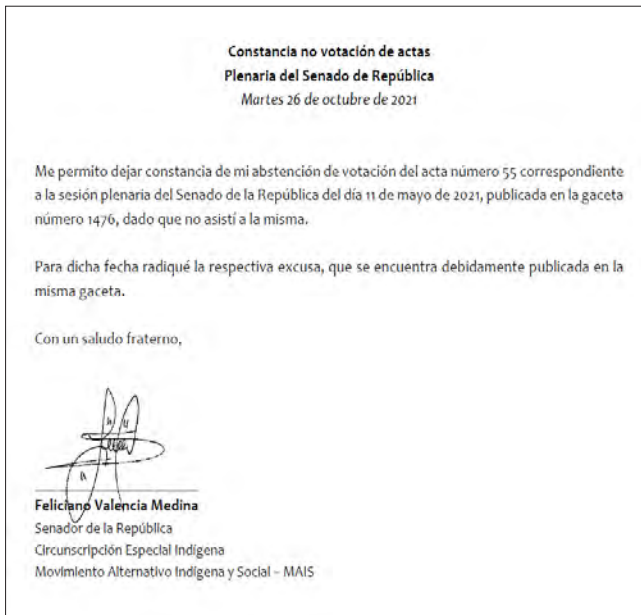 Constancia no votación de actas
Plenaria del Senado de República
Martes 26 de octubre de 2021
Me permito dejar constancia de mi abstención de votación del acta número 55 correspondiente
a la sesión plenaria del Senado de la República del día 11 de mayo de 2021, publicada en la gaceta
número 1476, dado que no asistí a la misma.
Para dicha fecha radiqué la respectiva excusa, que se encuentra debidamente publicada en la
misma gaceta.
Con un saludo fraterno,
Feliciano Valencia Medina
Senador de la República
Circunscripción Especial Indígena
Movimiento Alternativo Indígena y Social – MAIS